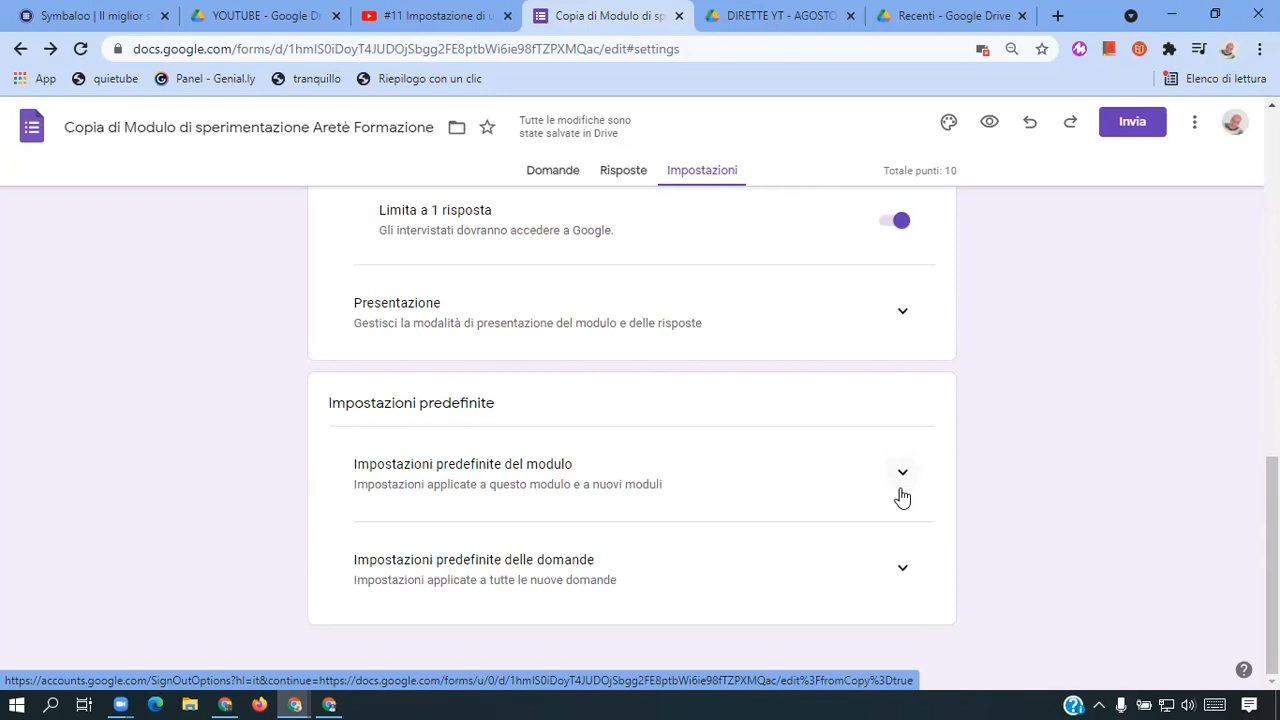 Symbaloo | Il miglior s
YOUTUBE - Google D
#11 Impostazione di u
Copia di Modulo di sp
DIRETTE YT - AGOSTO
Recenti - Google Drive
docs.google.com/forms/d/1hmIS0iDoyT4JUDOjSbgg2FE8ptbWi6ie98fTZPXMQac/edit#settings
App
quietube
Panel - Genial.ly
tranquillo
Riepilogo con un clic
Elenco di lettura
Copia di Modulo di sperimentazione Aretè Formazione
Tutte le modifiche sono
state salvate in Drive
Invia
Domande
Risposte
Impostazioni
Totale punti: 10
Limita a 1 risposta
Gli intervistati dovranno accedere a Google.
Presentazione
Gestisci la modalità di presentazione del modulo e delle risposte
Impostazioni predefinite
Impostazioni predefinite del modulo
Impostazioni applicate a questo modulo e a nuovi moduli
Impostazioni predefinite delle domande
Impostazioni applicate a tutte le nuove domande
https://accounts.google.com/SignOutOptions?hl=it&continue=https://docs.google.com/forms/u/0/d/1hmIS0iDoyT4JUDOjSbgg2FE8ptbWi6ie98fTZPXMQac/edit%3FfromCopy%3Dtrue